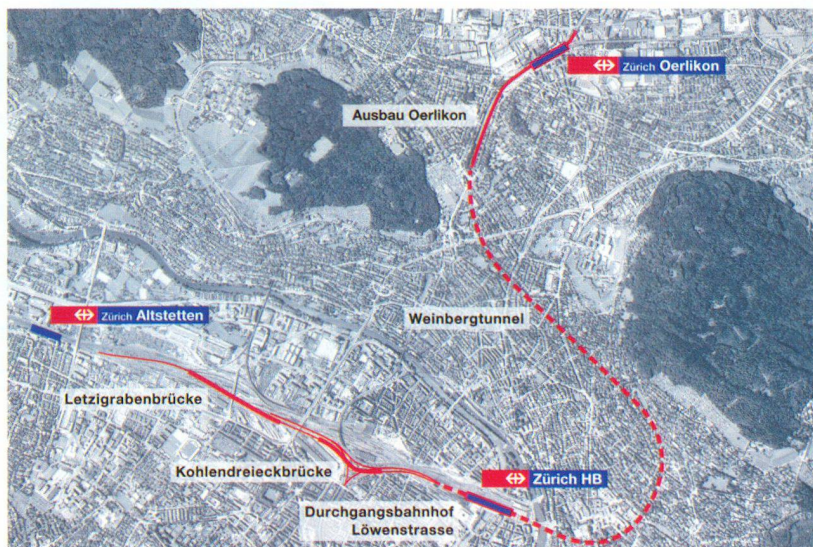 Zürich Oerlikon
Ausbau Oerlikon
Zürich Altstetten
Weinbergtunnel
Letzigrabenbrücke
Kohlendreieckbrücke
Zürich HB
Durchgangsbahnhof
Löwenstrasse